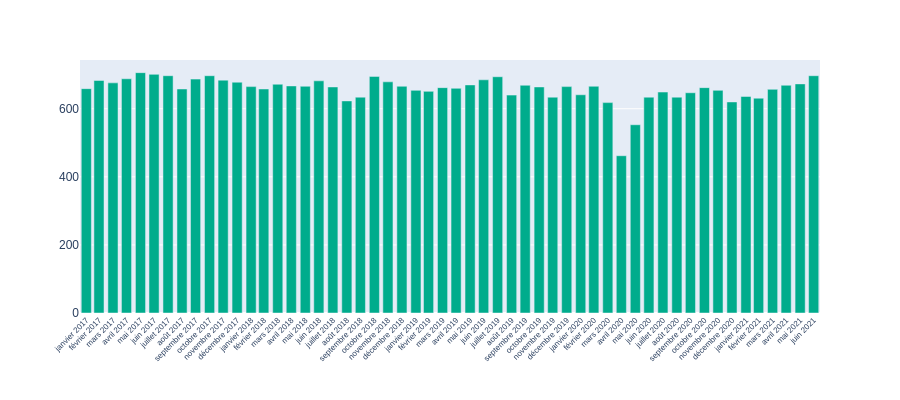 600
400
200
0
janvier 2017
février 2017
mars 2017
avril 2017
mai 2017
juin 2017
juillet 2017
août 2017
septembre 2017
octobre 2017
novembre 2017
décembre 2017
janvier 2018
février 2018
mars 2018
avril 2018
mai 2018
juin 2018
juillet 2018
août 2018
septembre 2018
octobre 2018
novembre 2018
décembre 2018
janvier 2019
février 2019
mars 2019
avril 2019
mai 2019
juin 2019
juillet 2019
août 2019
septembre 2019
octobre 2019
novembre 2019
décembre 2019
janvier 2020
février 2020
mars 2020
avril 2020
mai 2020
juin 2020
juillet 2020
août 2020
septembre 2020
octobre 2020
novembre 2020
décembre 2020
janvier 2021
février 2021
mars 2021
avril 2021
mai 2021
juin 2021